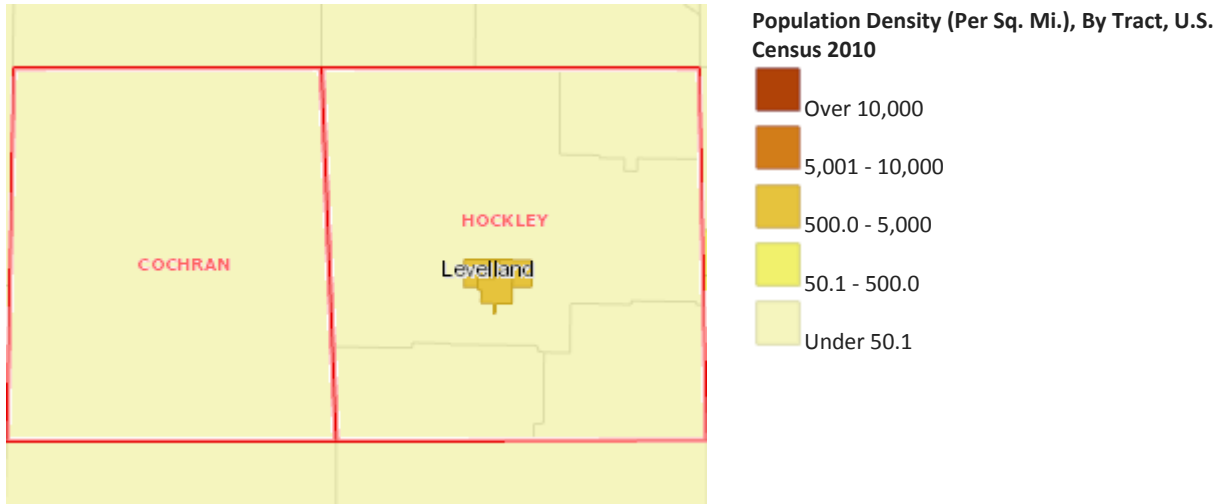 Population Density (Per Sq. Mi.), By Tract, U.S.
Census 2010
Over 10,000
5,001 - 10,000
500.0 - 5,000
50.1 - 500.0
Under 50.1
HOCKLEY
COCHRAN
Levelland